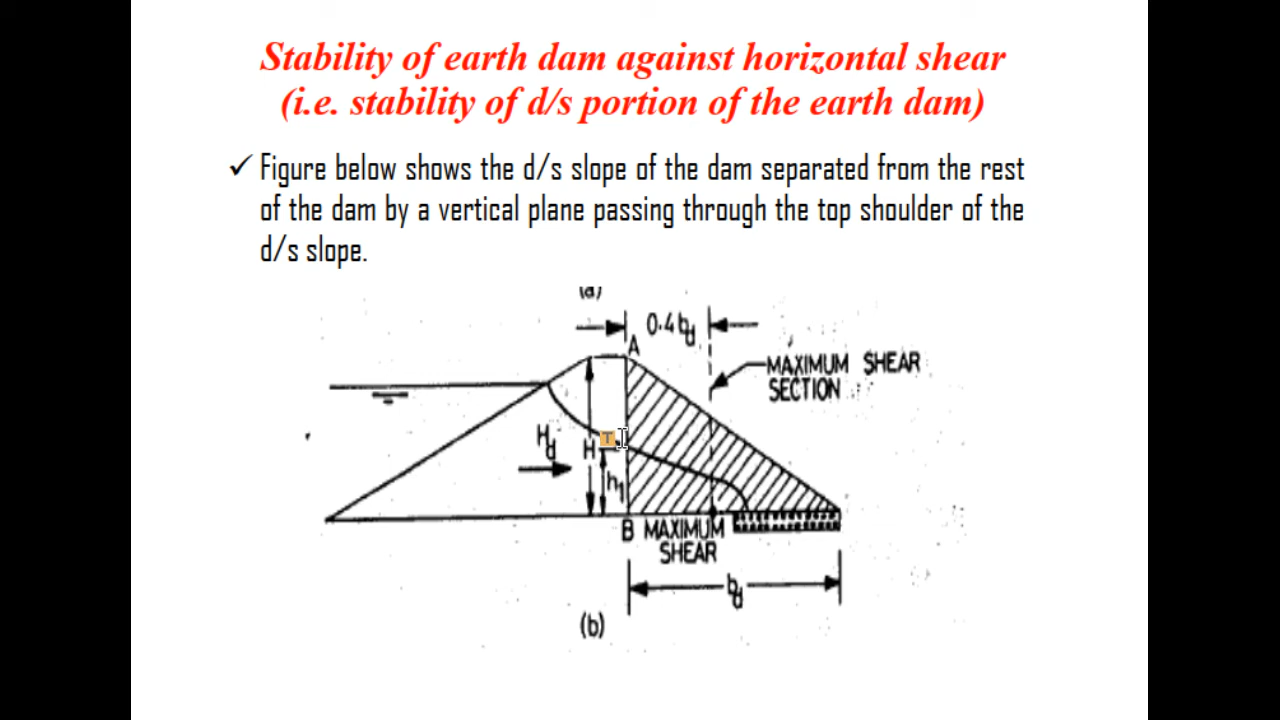 Stability of earth dam against horizontal shear
(i.e. stability of d/s portion of the earth dam)
✓ Figure below shows the d/s slope of the dam separated from the rest
of the dam by a vertical plane passing through the top shoulder of the
d/s slope.
(a)
0.4 bd
A
MAXIMUM SHEAR
SECTION
Hd
H
T
h1
B MAXIMUM
SHEAR
bd
(b)